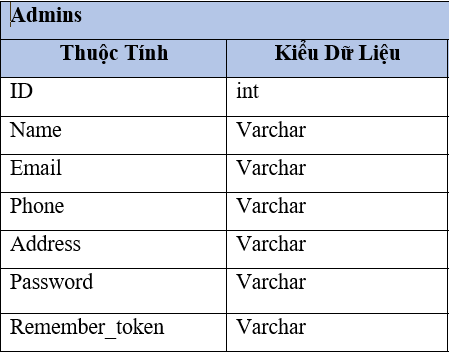 Admins
Thuộc Tính Kiểu Dữ Liệu
ID int
Name Varchar
Email Varchar
Phone Varchar
Address Varchar
Password Varchar
Remember_token Varchar